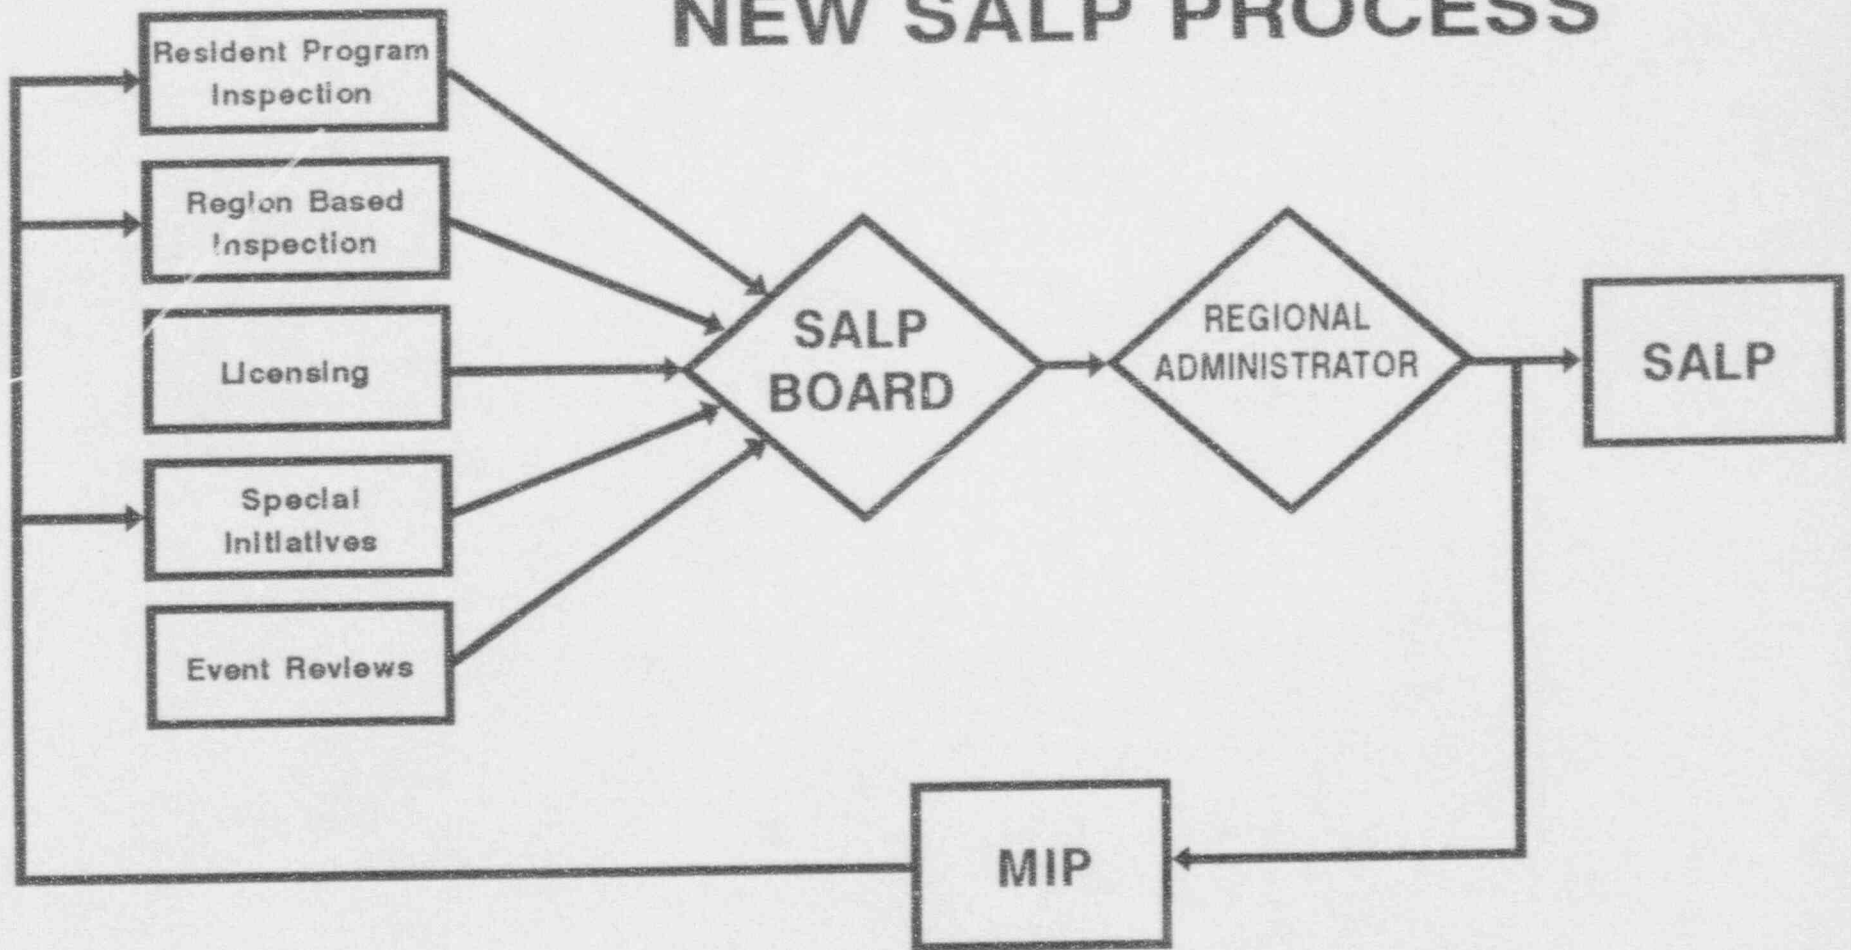 NEW SALP PROCESS
Resident Program
Inspection
Region Based
Inspection
Licensing
Special
Initiatives
Event Reviews
SALP
BOARD
REGIONAL
ADMINISTRATOR
SALP
MIP